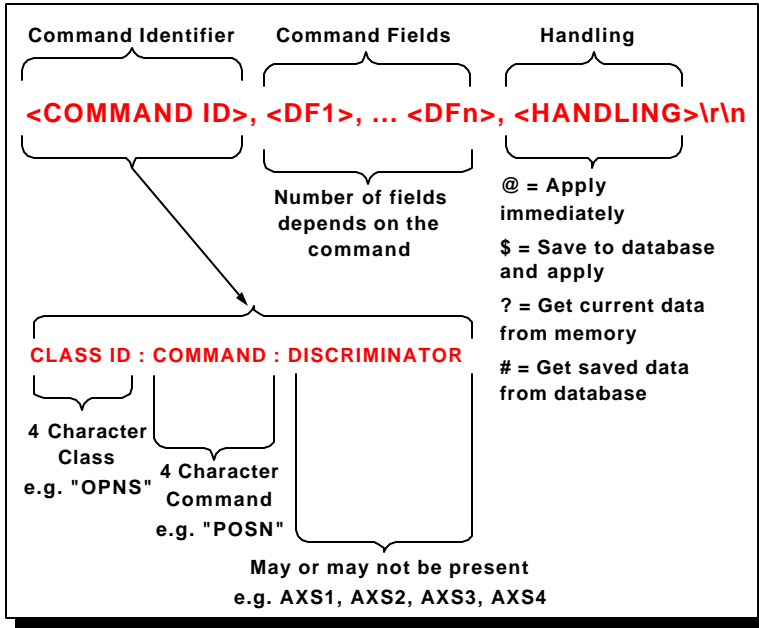 Command Identifier
Command Fields
Handling
<COMMAND ID>, <DF1>, ... <DFn>, <HANDLING>\r\n
Number of fields
depends on the
command
@ = Apply
immediately
$ = Save to database
and apply
? = Get current data
from memory
# = Get saved data
from database
CLASS ID : COMMAND : DISCRIMINATOR
4 Character
Class
e.g. "OPNS"
4 Character
Command
e.g. "POSN"
May or may not be present
e.g. AXS1, AXS2, AXS3, AXS4